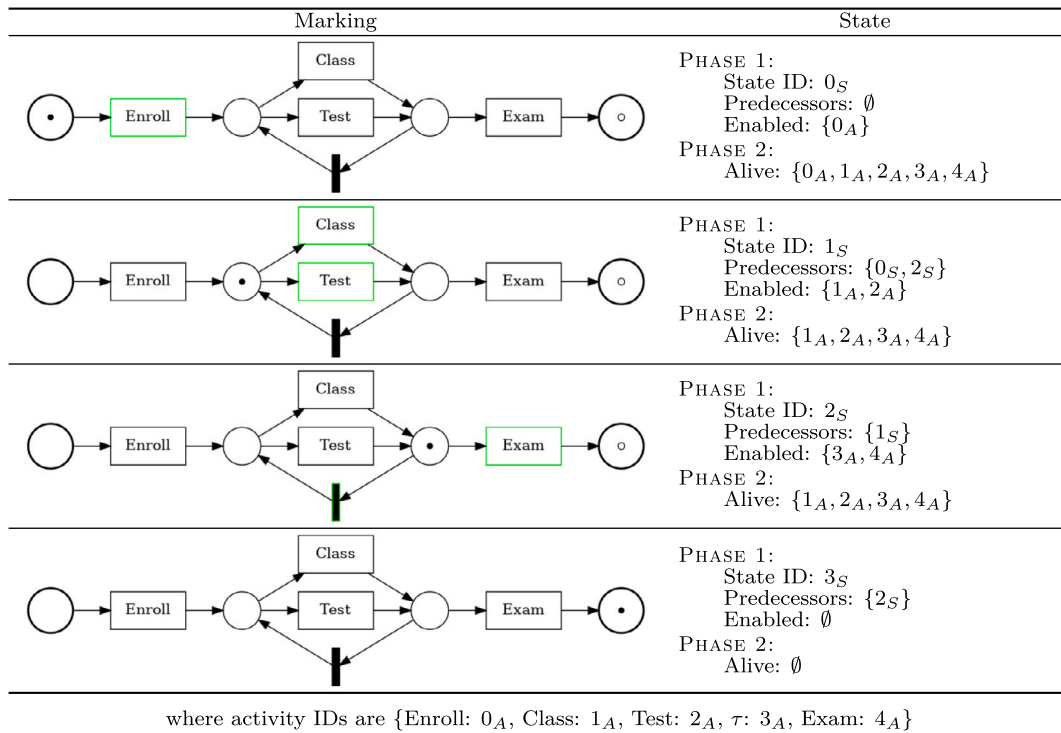 Marking State
Class
Enroll Test Exam
PHASE 1:
State ID: 0_S
Predecessors: ∅
Enabled: {0_A}
PHASE 2:
Alive: {0_A, 1_A, 2_A, 3_A, 4_A}
Class
Enroll Test Exam
PHASE 1:
State ID: 1_S
Predecessors: {0_S, 2_S}
Enabled: {1_A, 2_A}
PHASE 2:
Alive: {1_A, 2_A, 3_A, 4_A}
Class
Enroll Test Exam
PHASE 1:
State ID: 2_S
Predecessors: {1_S}
Enabled: {3_A, 4_A}
PHASE 2:
Alive: {1_A, 2_A, 3_A, 4_A}
Class
Enroll Test Exam
PHASE 1:
State ID: 3_S
Predecessors: {2_S}
Enabled: ∅
PHASE 2:
Alive: ∅
where activity IDs are {Enroll: 0_A, Class: 1_A, Test: 2_A, τ: 3_A, Exam: 4_A}